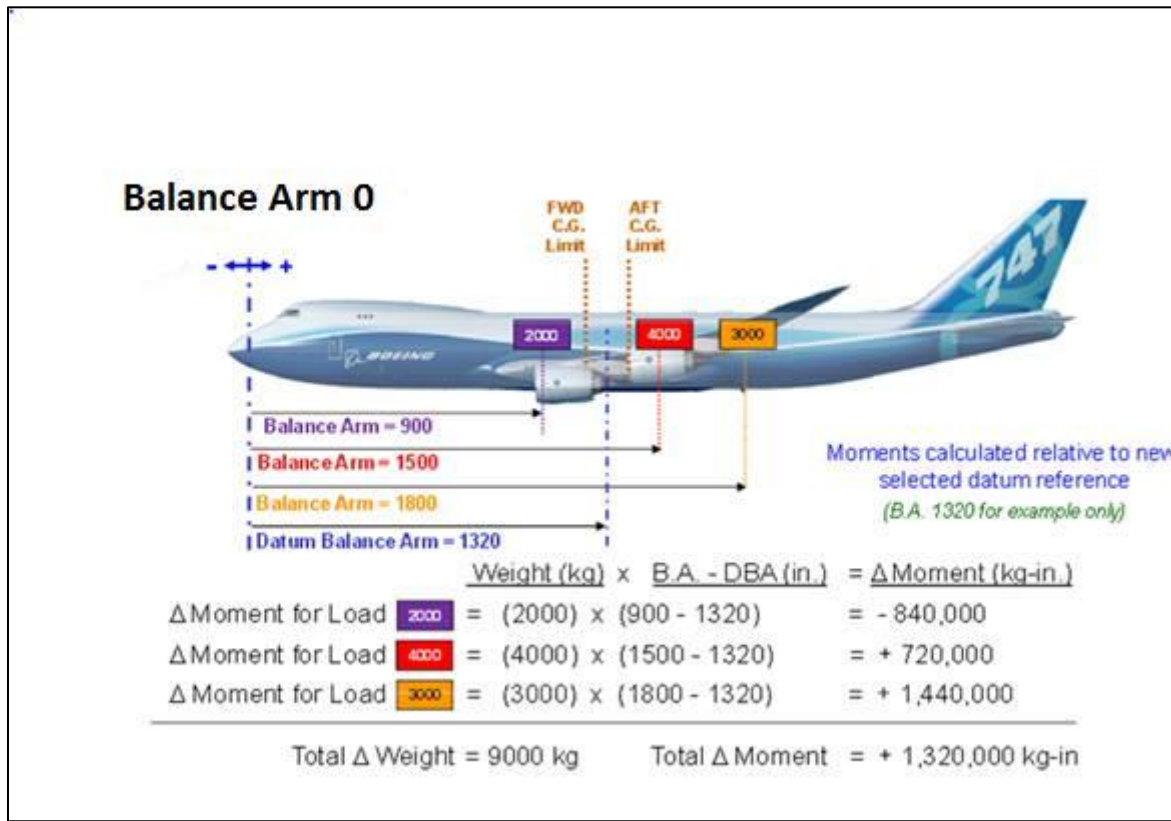 Balance Arm 0
FWD
C.G.
Limit
AFT
C.G.
Limit
- +
747
2000
4000
3000
BOEING
Balance Arm = 900
Balance Arm = 1500
Balance Arm = 1800
Datum Balance Arm = 1320
Moments calculated relative to new
selected datum reference
(B.A. 1320 for example only)
Weight (kg) x B.A. - DBA (in.) = Δ Moment (kg-in.)
Δ Moment for Load 2000 = (2000) x (900 - 1320) = - 840,000
Δ Moment for Load 4000 = (4000) x (1500 - 1320) = + 720,000
Δ Moment for Load 3000 = (3000) x (1800 - 1320) = + 1,440,000
Total Δ Weight = 9000 kg Total Δ Moment = + 1,320,000 kg-in